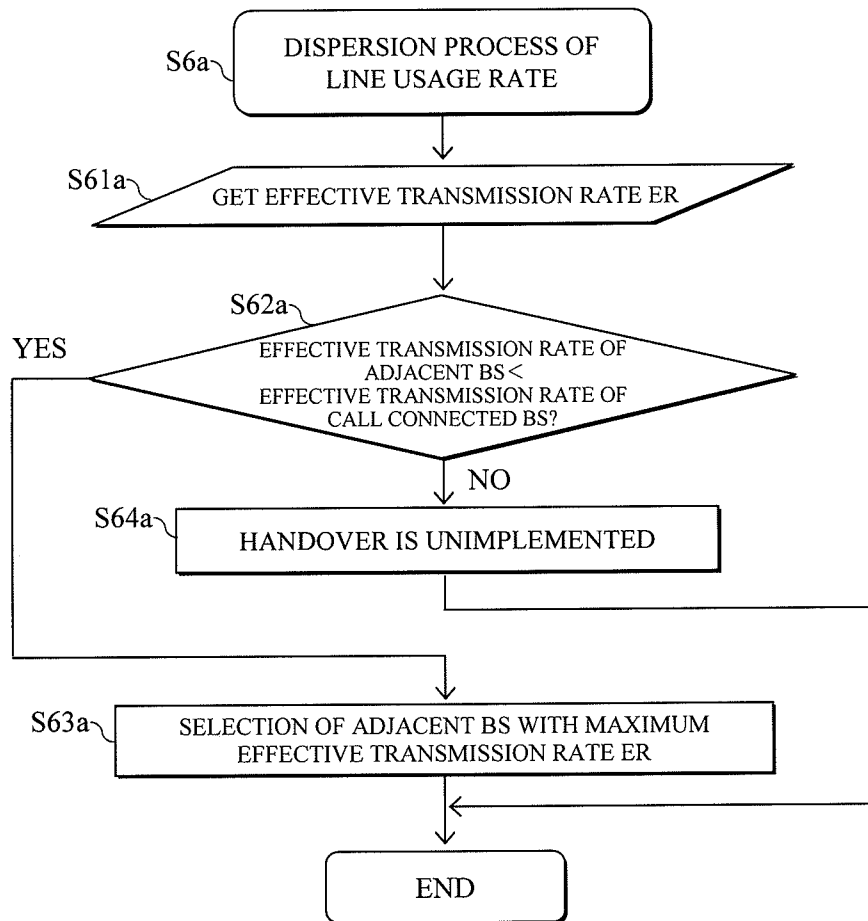 S6a
DISPERSION PROCESS OF
LINE USAGE RATE
S61a
GET EFFECTIVE TRANSMISSION RATE ER
S62a
YES
EFFECTIVE TRANSMISSION RATE OF
ADJACENT BS<
EFFECTIVE TRANSMISSION RATE OF
CALL CONNECTED BS?
NO
S64a
HANDOVER IS UNIMPLEMENTED
S63a
SELECTION OF ADJACENT BS WITH MAXIMUM
EFFECTIVE TRANSMISSION RATE ER
END